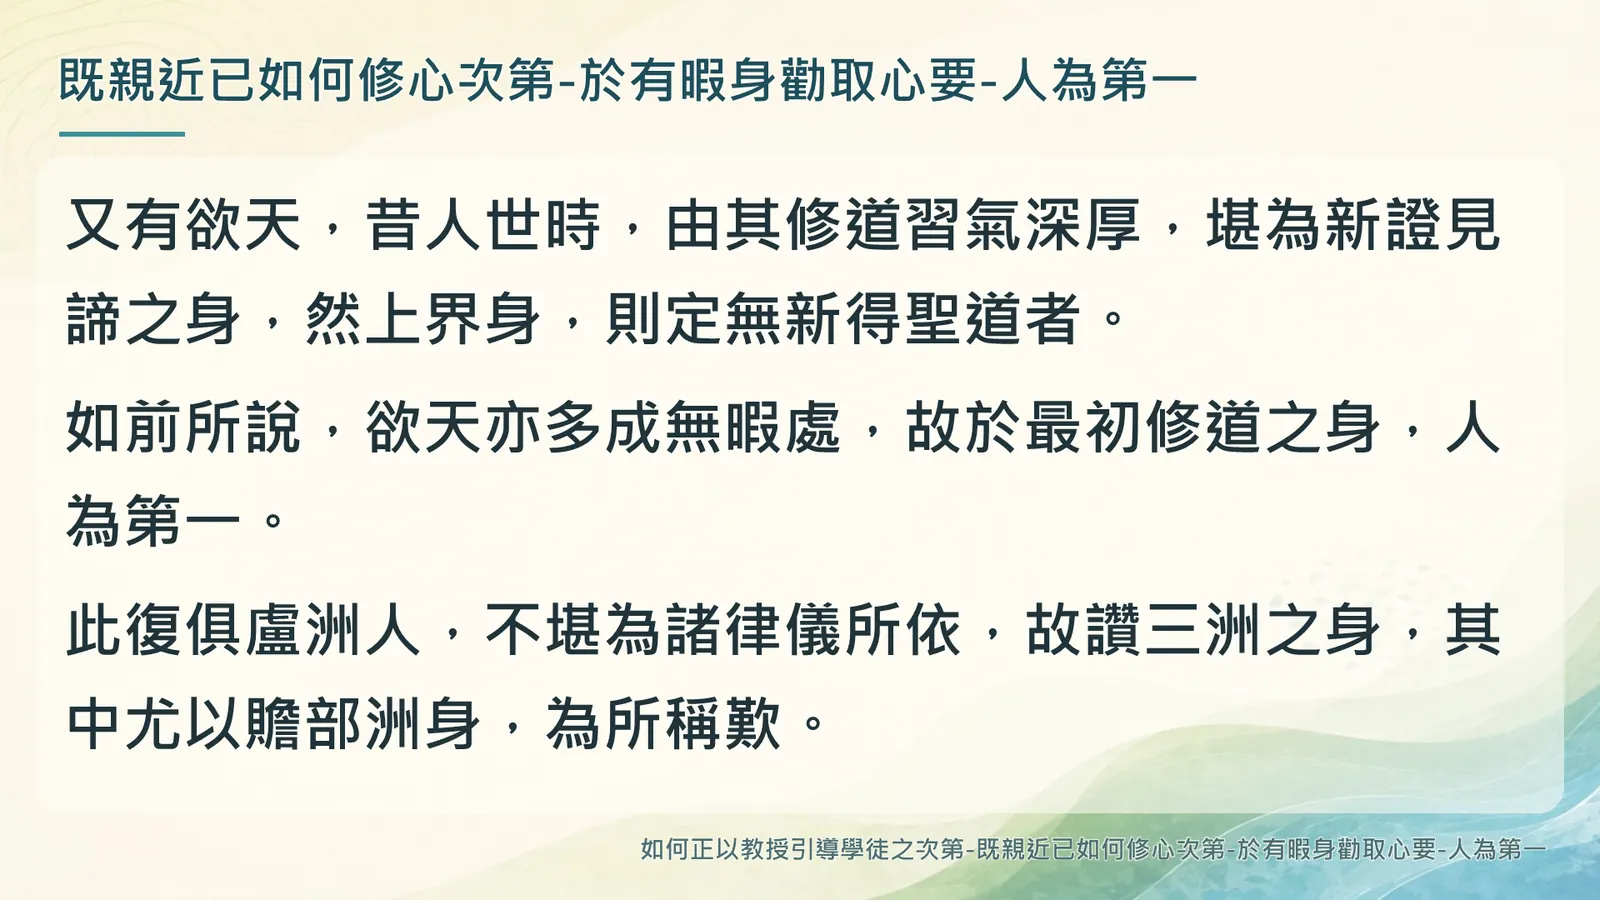 既親近已如何修心次第-於有暇身勸取心要-人為第一
又有欲天，昔人世時，由其修道習氣深厚，堪為新證見
諦之身，然上界身，則定無新得聖道者。
如前所說，欲天亦多成無暇處，故於最初修道之身，人
為第一。
此復俱盧洲人，不堪為諸律儀所依，故讚三洲之身，其
中尤以贍部洲身，為所稱歎。
如何正以教授引導學徒之次第-既親近已如何修心次第-於有暇身勸取心要-人為第一